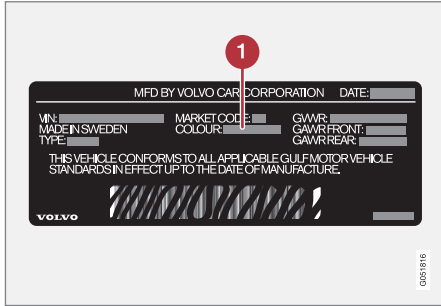 1
MFD BY VOLVO CAR CORPORATION DATE:
VIN: MARKET CODE: GVWR:
MADE IN SWEDEN COLOUR: GAWR FRONT:
TYPE: GAWR REAR:
THIS VEHICLE CONFORMS TO ALL APPLICABLE GULF MOTOR VEHICLE
STANDARDS IN EFFECT UP TO THE DATE OF MANUFACTURE.
VOLVO
G051816